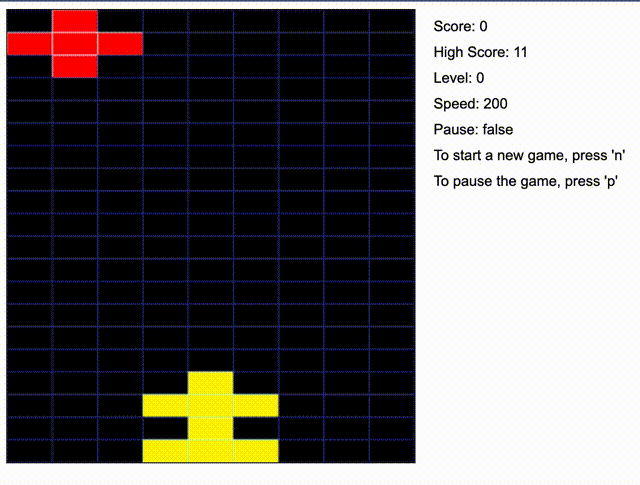 Score: 0
High Score: 11
Level: 0
Speed: 200
Pause: false
To start a new game, press 'n'
To pause the game, press 'p'